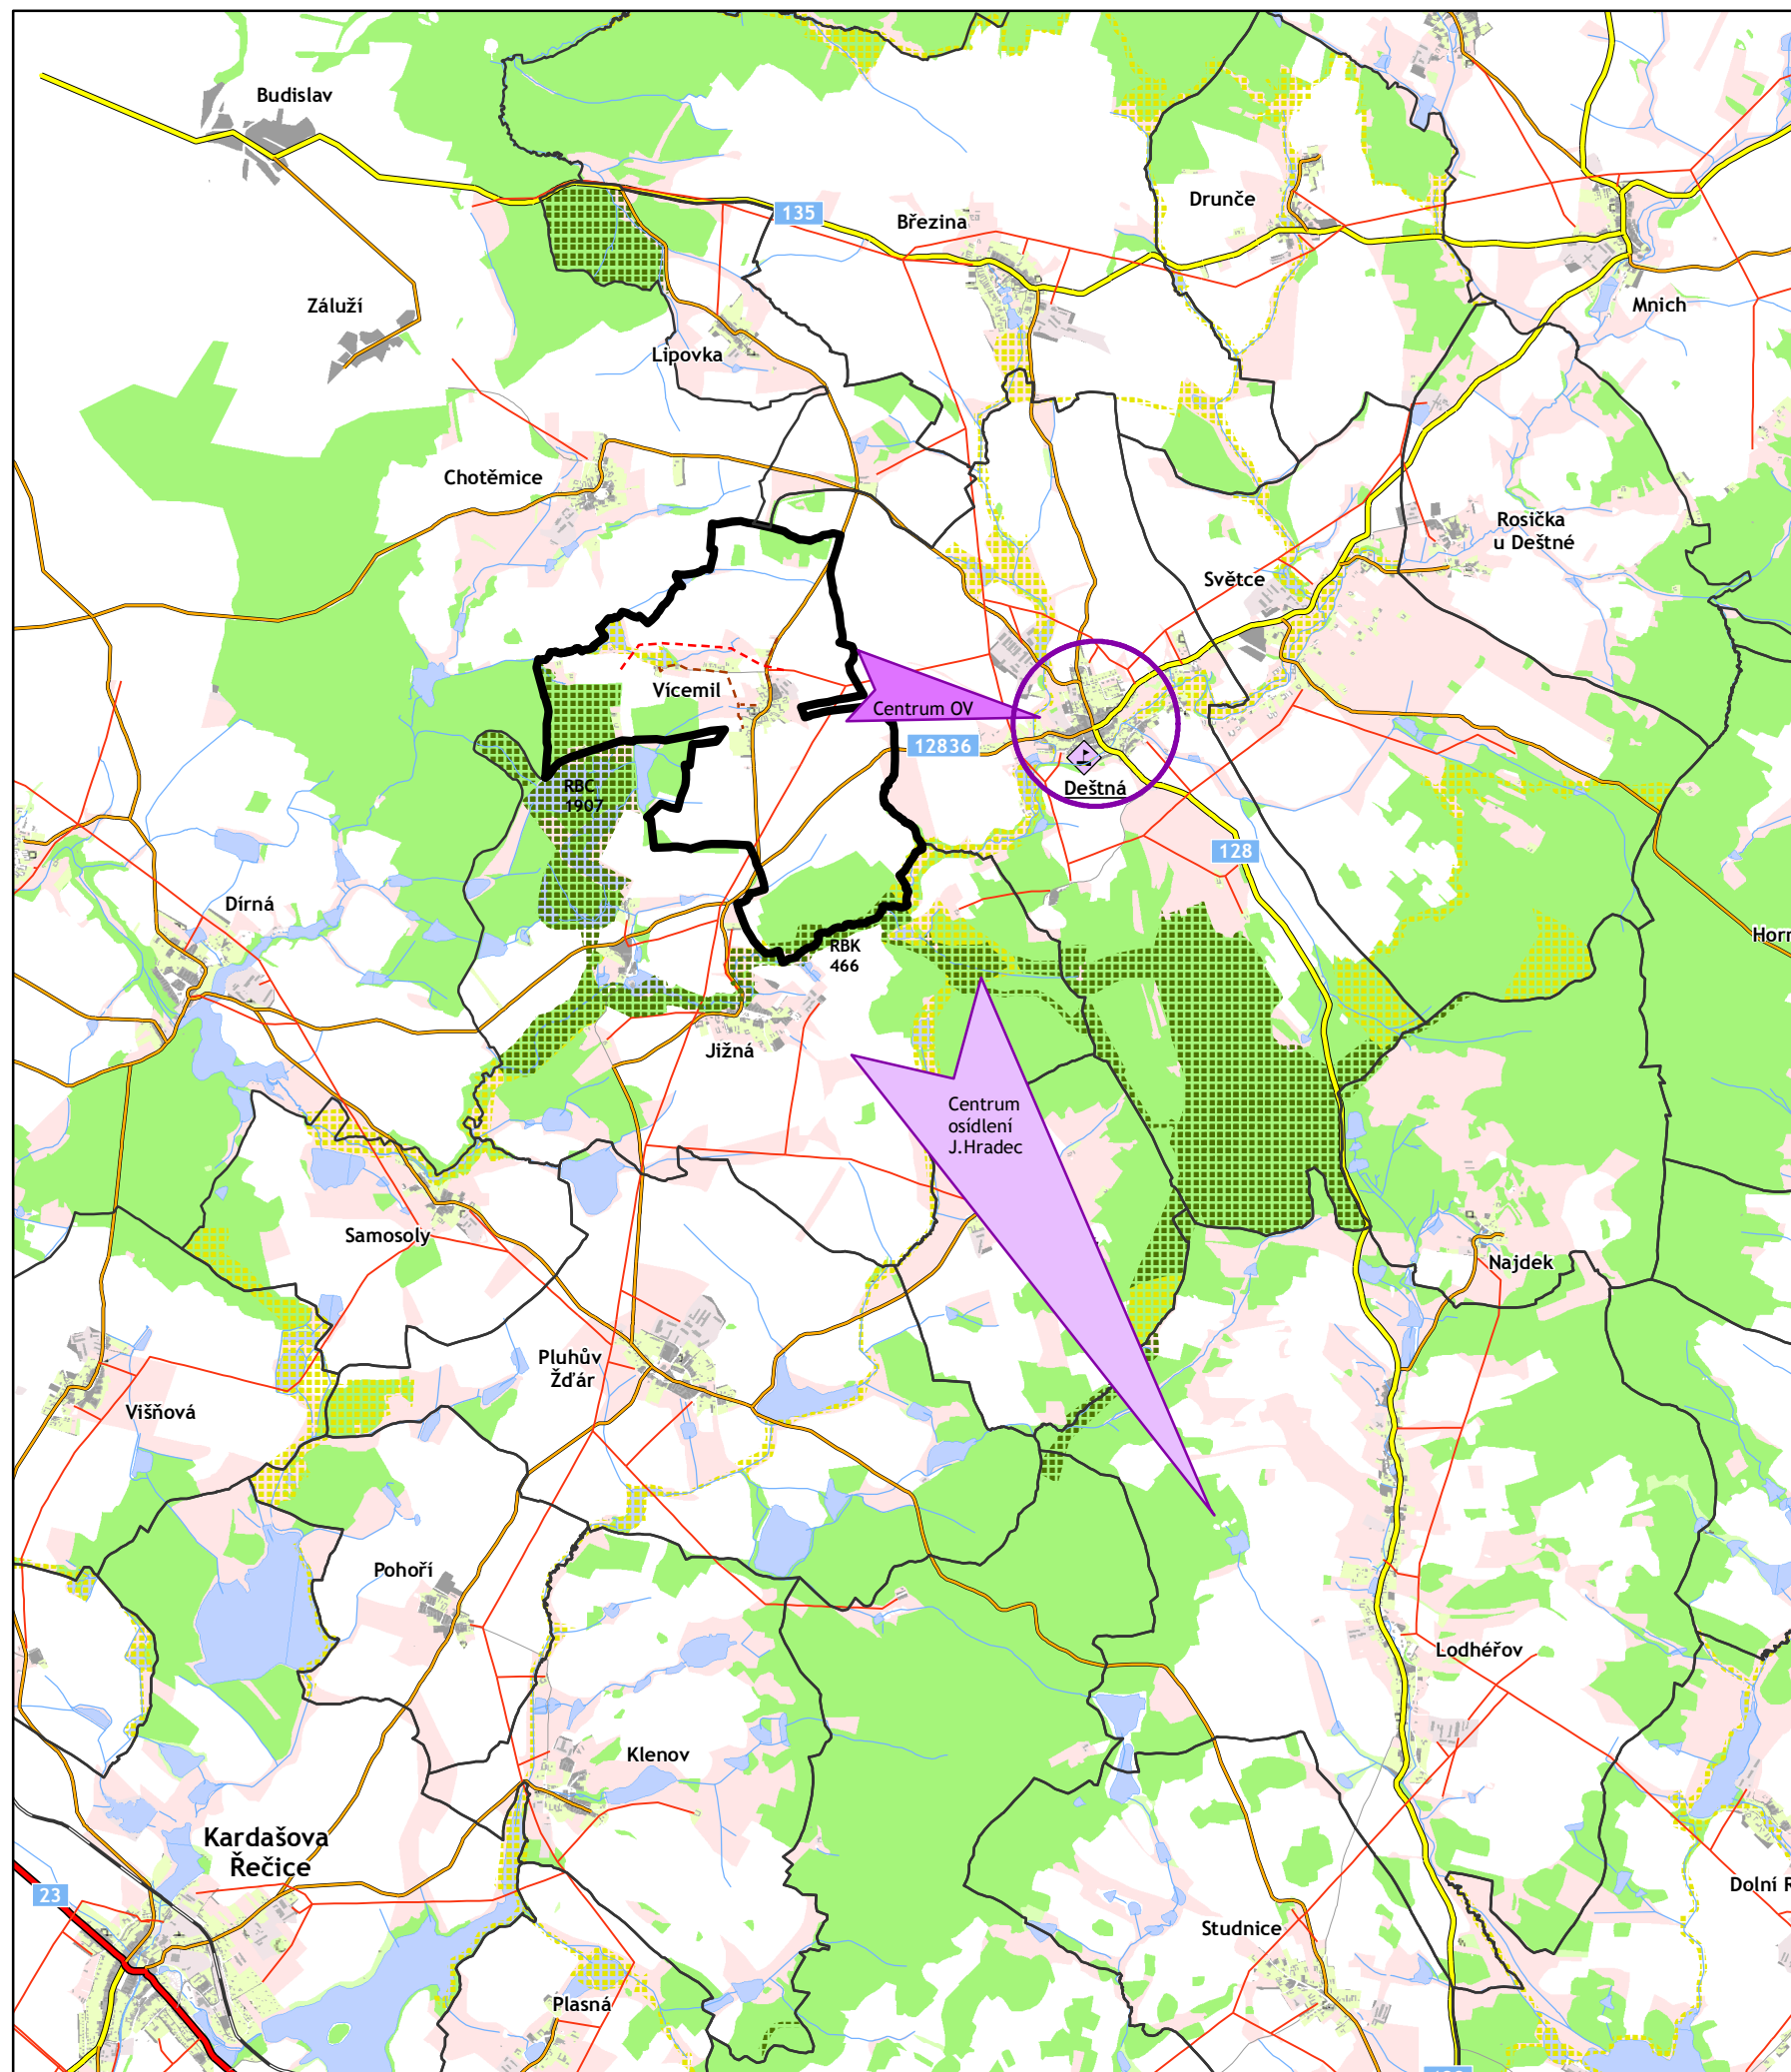 Budislav
135
Březina
Drunče
Záluží
Mnich
Lipovka
Chotěmice
Rosička
u Deštné
Světce
Vícemil
Centrum OV
12836
Deštná
RBC
1907
128
Dírná
RBK
466
Jižná
Centrum
osídlení
J.Hradec
Samosoly
Najdek
Pluhův
Žďár
Višňová
Pohoří
Lodhéřov
Klenov
Kardašova
Řečice
23
Dolní
Studnice
Plasná